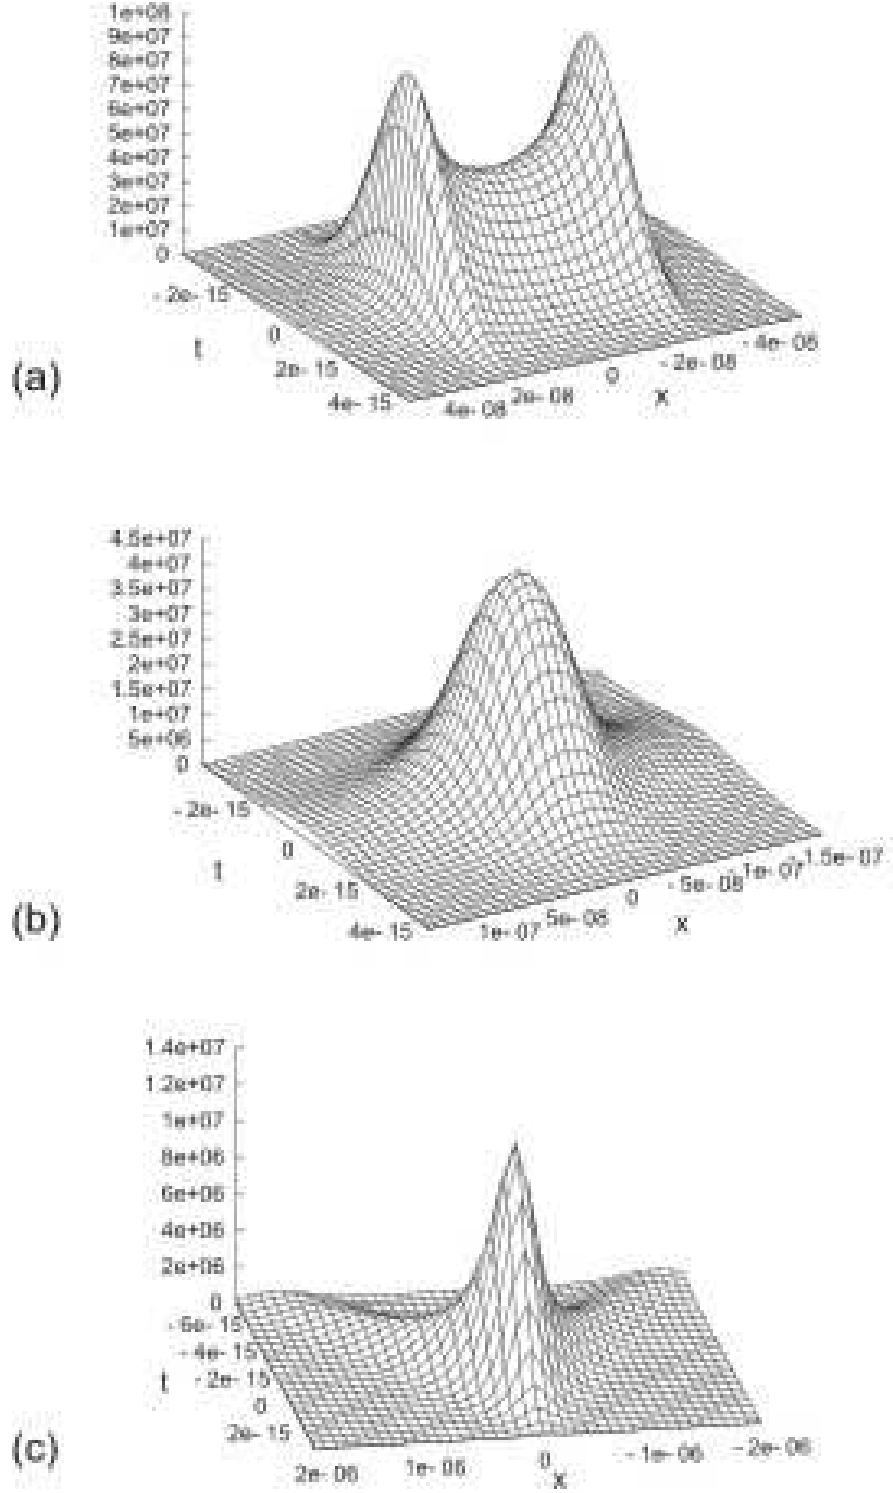 1e+08
9e+07
8e+07
7e+07
6e+07
5e+07
4e+07
3e+07
2e+07
1e+07
0
- 2e- 15
0
2e- 15
4e- 15
t
4e- 08 2e- 08 0 - 2e- 08 - 4e- 08
x
(a)
4.5e+07
4e+07
3.5e+07
3e+07
2.5e+07
2e+07
1.5e+07
1e+07
5e+06
0
- 2e- 15
0
2e- 15
4e- 15
t
1e- 07 5e- 08 0 - 5e- 08 - 1e- 07 - 1.5e- 07
x
(b)
1.4e+07
1.2e+07
1e+07
8e+06
6e+06
4e+06
2e+06
0
- 6e- 15
- 4e- 15
- 2e- 15
0
2e- 15
t
2e- 06 1e- 06 0 - 1e- 06 - 2e- 06
x
(c)